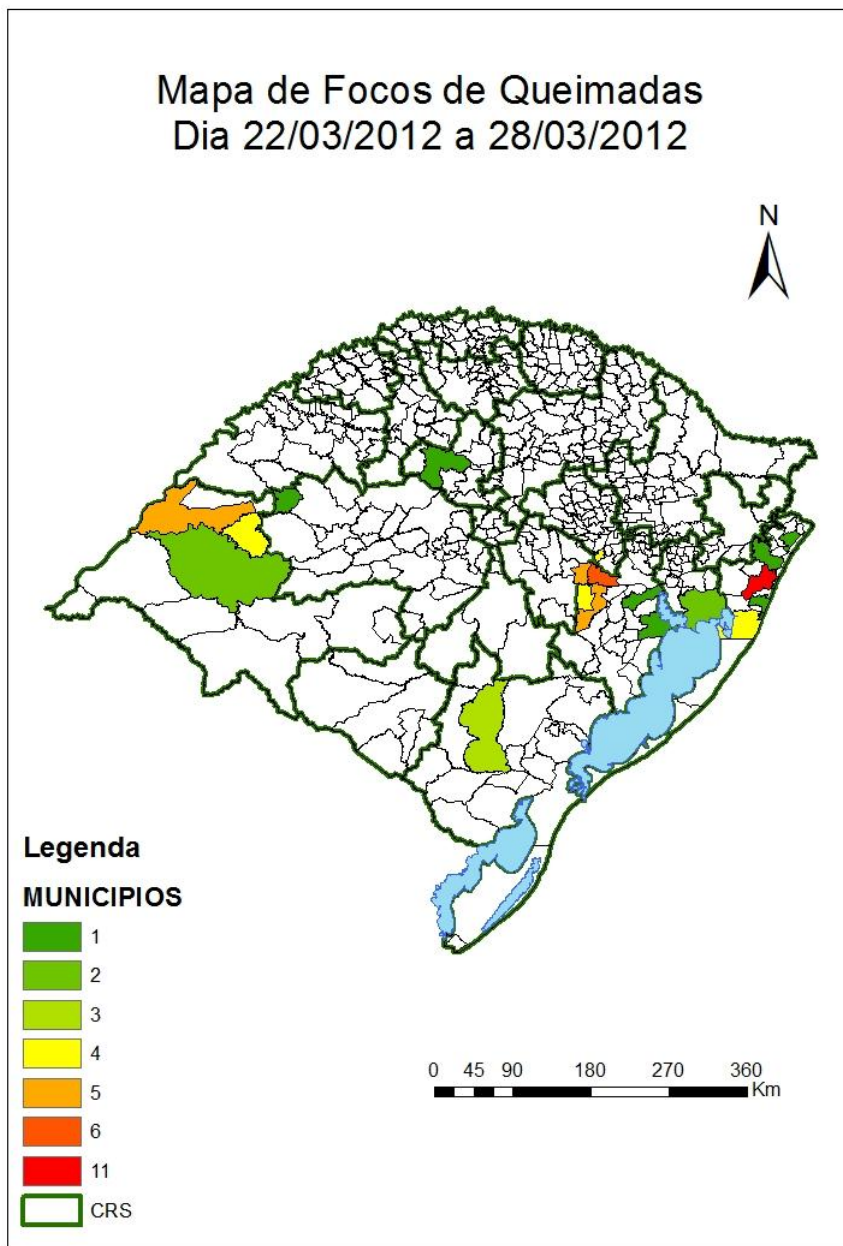 Mapa de Focos de Queimadas
Dia 22/03/2012 a 28/03/2012
N
Legenda
MUNICIPIOS
1
2
3
4
5
6
11
CRS
0 45 90 180 270 360
Km